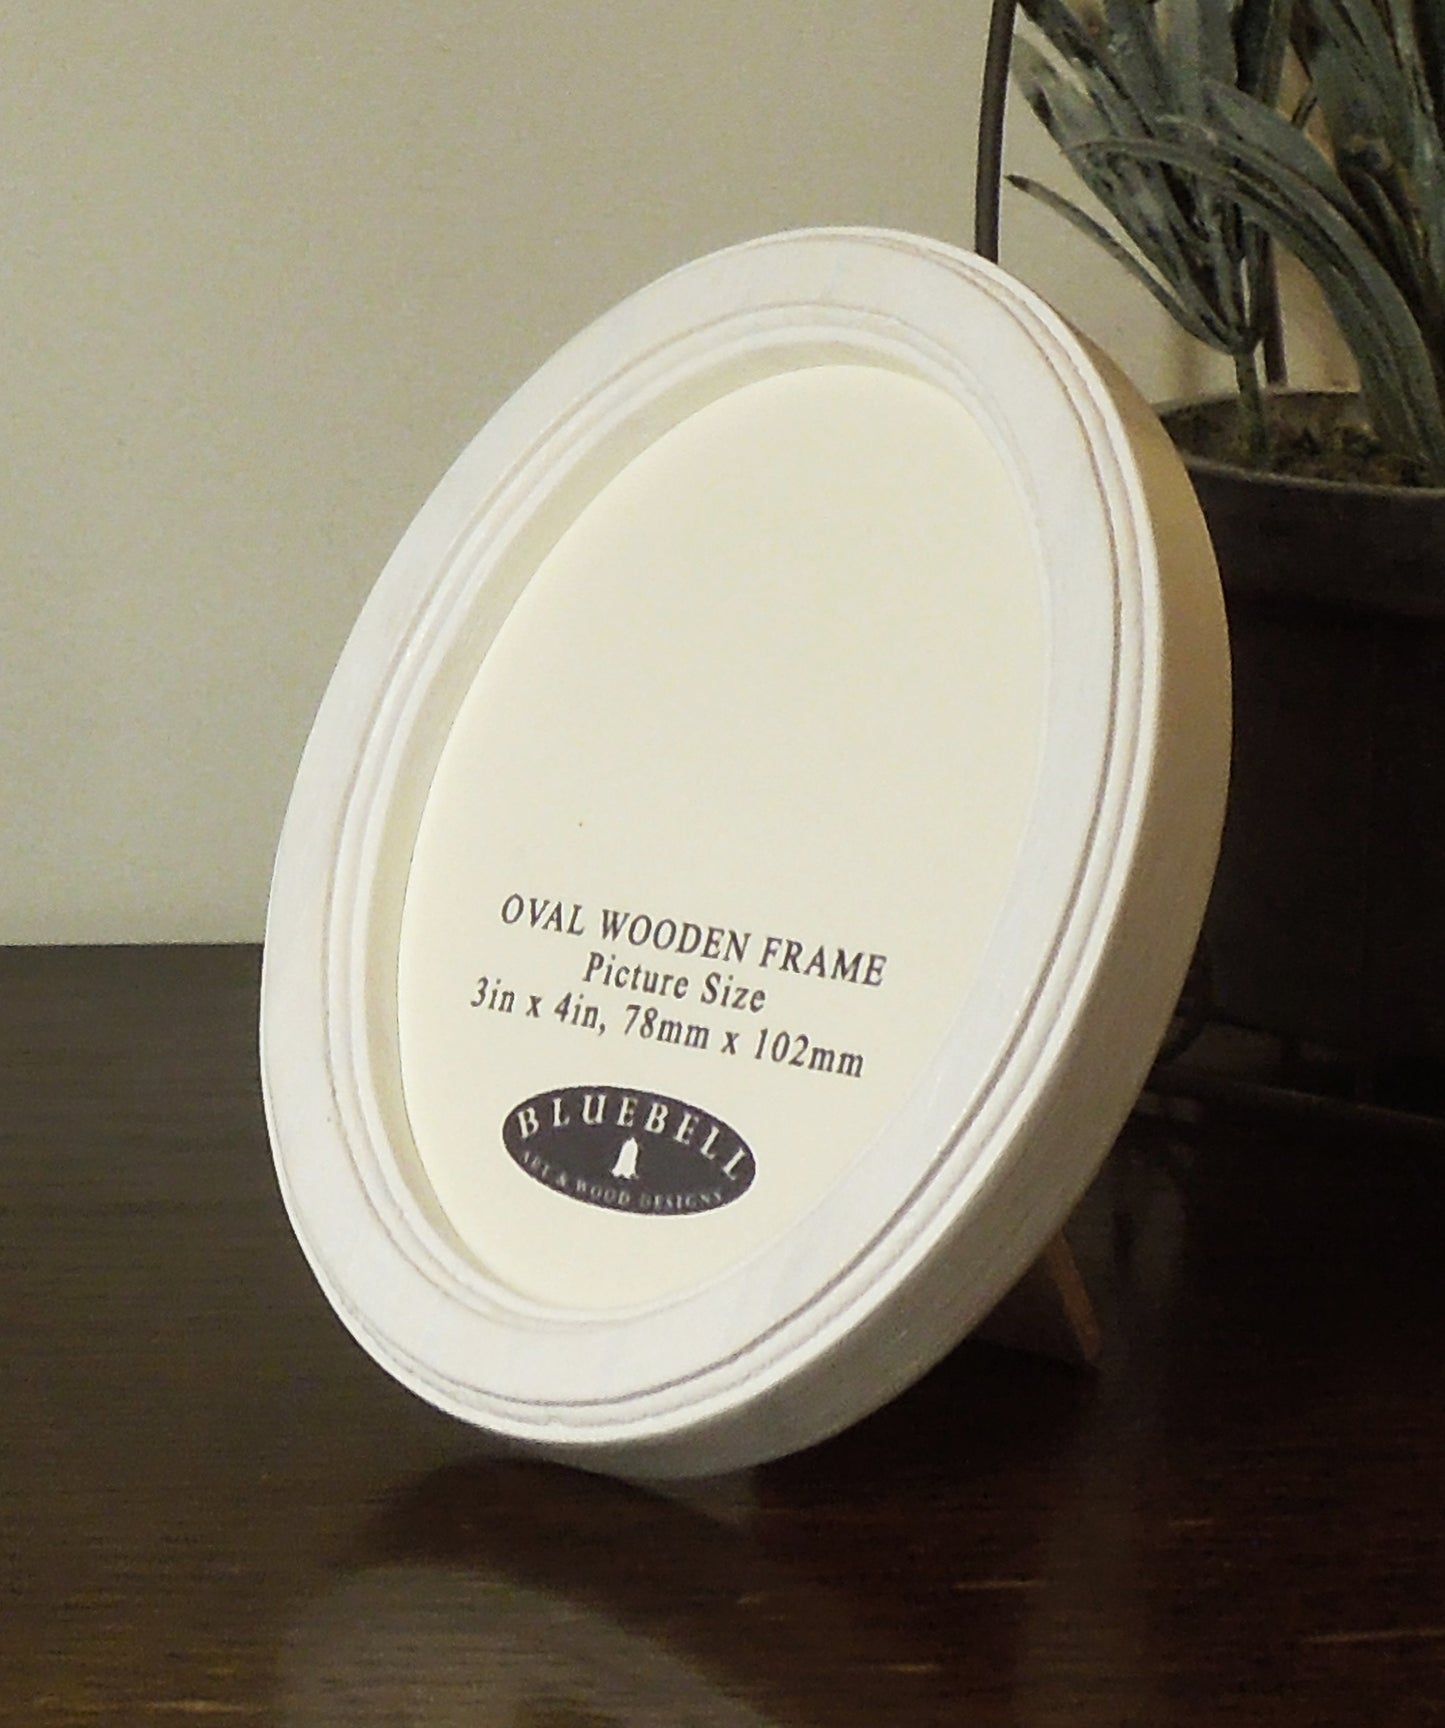 OVAL WOODEN FRAME
Picture Size
3in x 4in, 78mm x 102mm
BLUEBELL
ART & WOOD DESIGNS